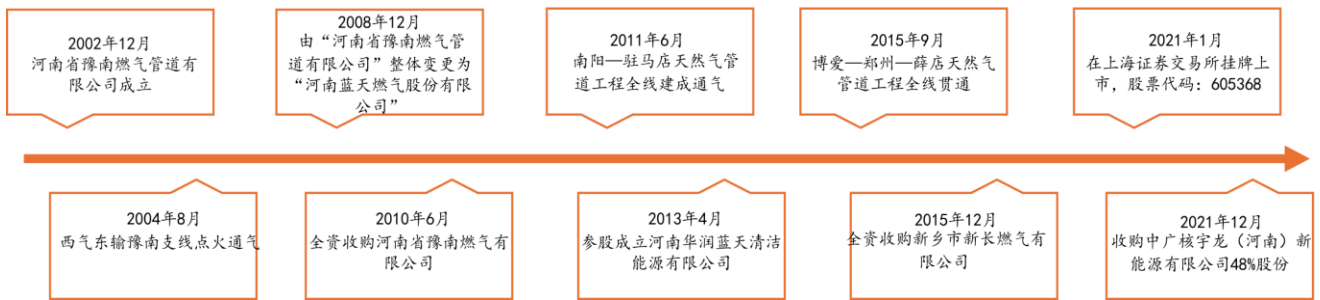 2002年12月
河南省豫南燃气管道有
限公司成立
2008年12月
由“河南省豫南燃气管
道有限公司”整体变更为
“河南蓝天燃气股份有限
公司”
2011年6月
南阳—驻马店天然气管
道工程全线建成通气
2015年9月
博爱—郑州—薛店天然气
管道工程全线贯通
2021年1月
在上海证券交易所挂牌上
市，股票代码：605368
2004年8月
西气东输豫南支线点火通气
2010年6月
全资收购河南省豫南燃气有
限公司
2013年4月
参股成立河南华润蓝天清洁
能源有限公司
2015年12月
全资收购新乡市新长燃气有
限公司
2021年12月
收购中广核宇龙（河南）新
能源有限公司48%股份